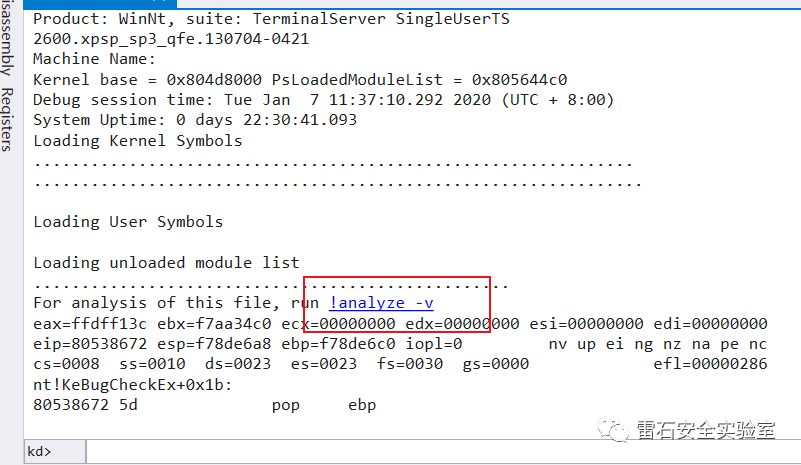 isassembly
Registers
Product: WinNt, suite: TerminalServer SingleUserTS
2600.xpsp_sp3_qfe.130704-0421
Machine Name:
Kernel base = 0x804d8000 PsLoadedModuleList = 0x805644c0
Debug session time: Tue Jan  7 11:37:10.292 2020 (UTC + 8:00)
System Uptime: 0 days 22:30:41.093
Loading Kernel Symbols
...............................................................
................................................................
Loading User Symbols
Loading unloaded module list
..................................................
For analysis of this file, run !analyze -v
eax=ffdff13c ebx=f7aa34c0 ecx=00000000 edx=00000000 esi=00000000 edi=00000000
eip=80538672 esp=f78de6a8 ebp=f78de6c0 iopl=0         nv up ei ng nz na pe nc
cs=0008  ss=0010  ds=0023  es=0023  fs=0030  gs=0000             efl=00000286
nt!KeBugCheckEx+0x1b:
80538672 5d              pop     ebp
雷石安全实验室
kd>